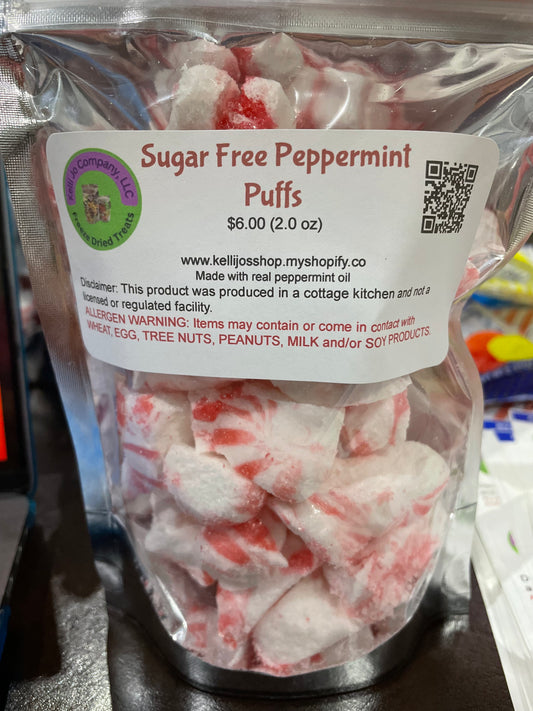 Kelli Jo Company, LLC
Freeze Dried Treats
Sugar Free Peppermint
Puffs
$6.00 (2.0 oz)
www.kellijosshop.myshopify.co
Made with real peppermint oil
Disclaimer: This product was produced in a cottage kitchen and not a
licensed or regulated facility.
ALLERGEN WARNING: Items may contain or come in contact with
WHEAT, EGG, TREE NUTS, PEANUTS, MILK and/or SOY PRODUCTS.